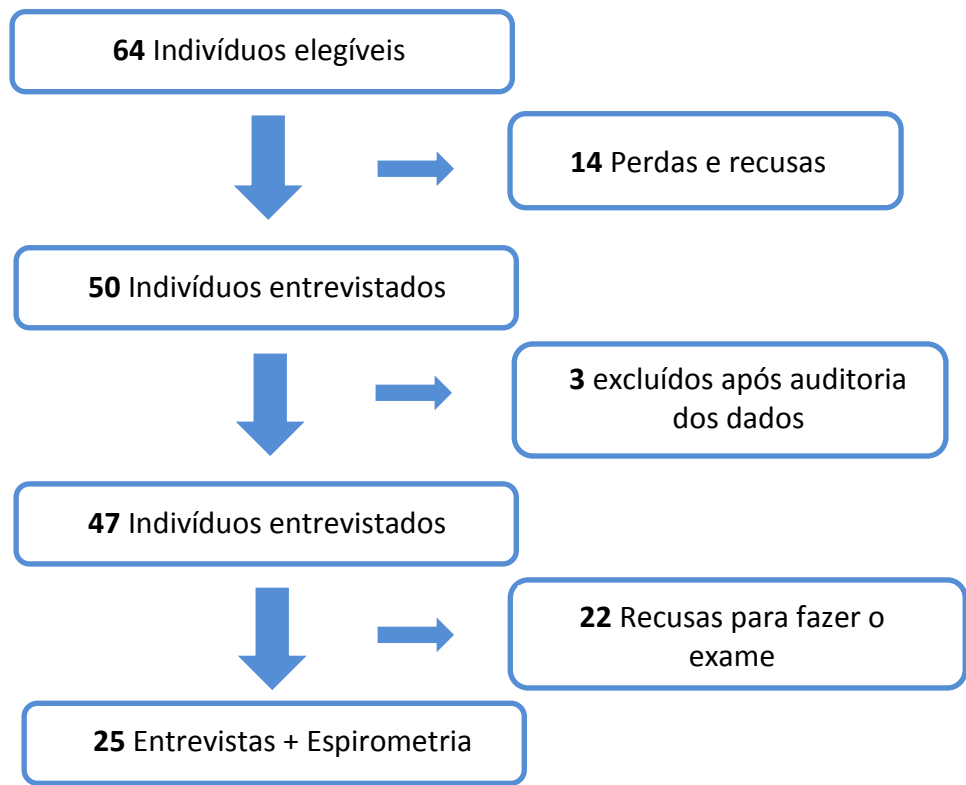 64 Indivíduos elegíveis
14 Perdas e recusas
50 Indivíduos entrevistados
3 excluídos após auditoria
dos dados
47 Indivíduos entrevistados
22 Recusas para fazer o
exame
25 Entrevistas + Espirometria